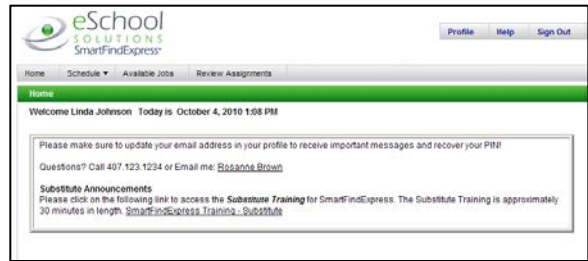 eSchool
SOLUTIONS
SmartFindExpress
Profile Help Sign Out
Home Schedule ▼ Available Jobs Review Assignments
Home
Welcome Linda Johnson Today is October 4, 2010 1:08 PM
Please make sure to update your email address in your profile to receive important messages and recover your PIN!
Questions? Call 407.123.1234 or Email me: Rosanne Brown
Substitute Announcements
Please click on the following link to access the Substitute Training for SmartFindExpress. The Substitute Training is approximately
30 minutes in length. SmartFindExpress Training - Substitute